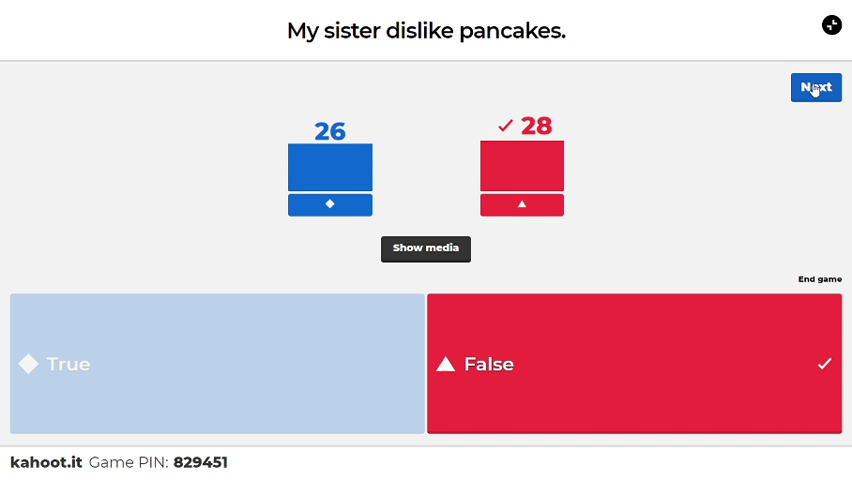 My sister dislike pancakes.
Next
26
28
Show media
End game
True
False
kahoot.it Game PIN: 829451